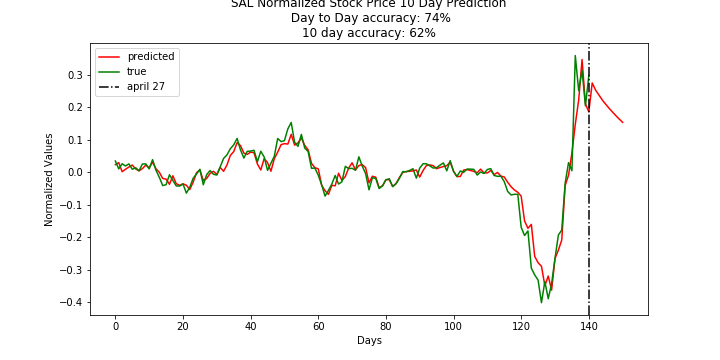 SAL Normalized Stock Price 10 Day Prediction
Day to Day accuracy: 74%
10 day accuracy: 62%
predicted
true
april 27
Normalized Values
0.3
0.2
0.1
0.0
−0.1
−0.2
−0.3
−0.4
0 20 40 60 80 100 120 140
Days